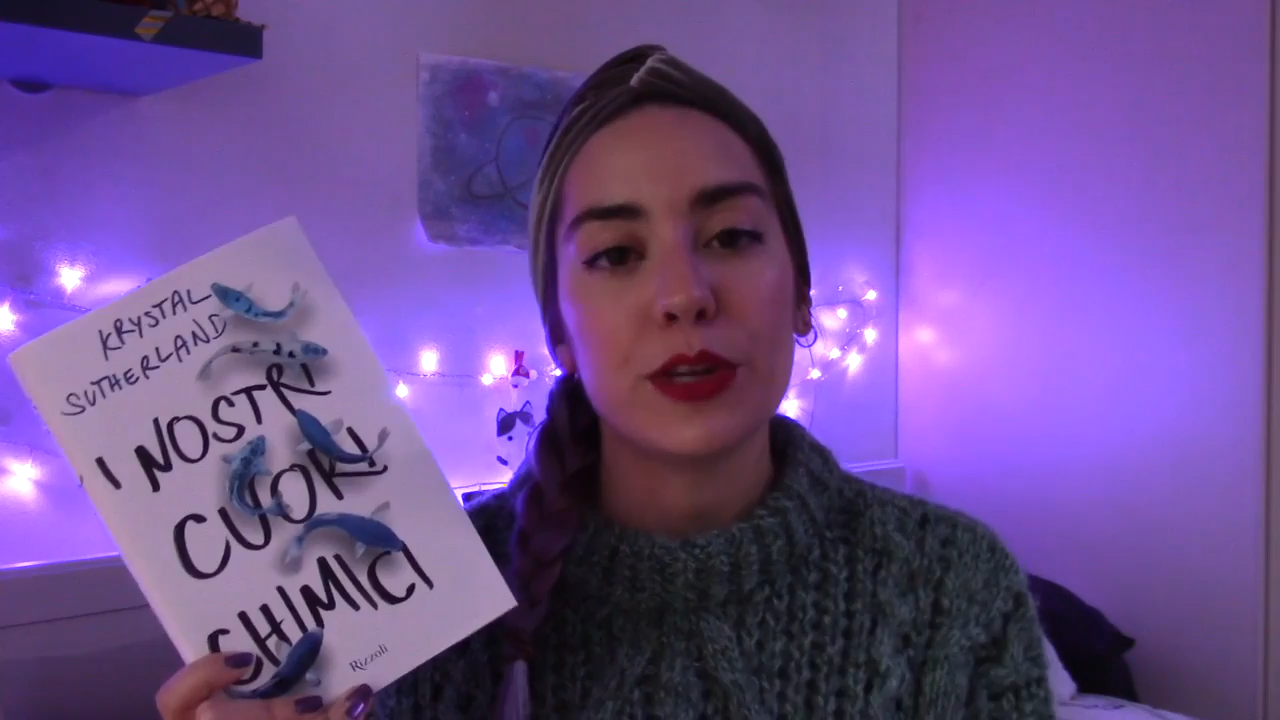 KRYSTAL
SUTHERLAND
I NOSTRI
CUORI
CHIMICI
Rizzoli